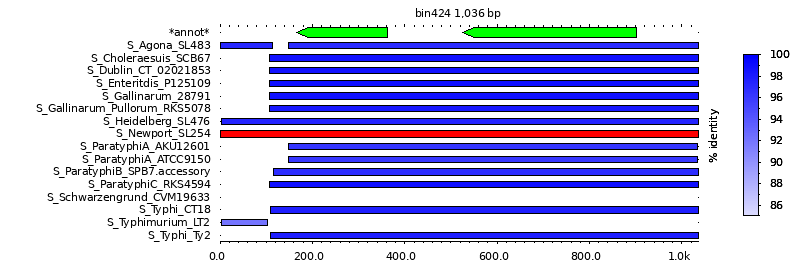 bin424 1,036 bp
*annot*
S_Agona_SL483
S_Choleraesuis_SCB67
S_Dublin_CT_02021853
S_Enteritdis_P125109
S_Gallinarum_28791
S_Gallinarum_Pullorum_RKS5078
S_Heidelberg_SL476
S_Newport_SL254
S_ParatyphiA_AKU12601
S_ParatyphiA_ATCC9150
S_ParatyphiB_SPB7.accessory
S_ParatyphiC_RKS4594
S_Schwarzengrund_CVM19633
S_Typhi_CT18
S_Typhimurium_LT2
S_Typhi_Ty2
0.0 200.0 400.0 600.0 800.0 1.0k
% identity
100
98
96
94
92
90
88
86